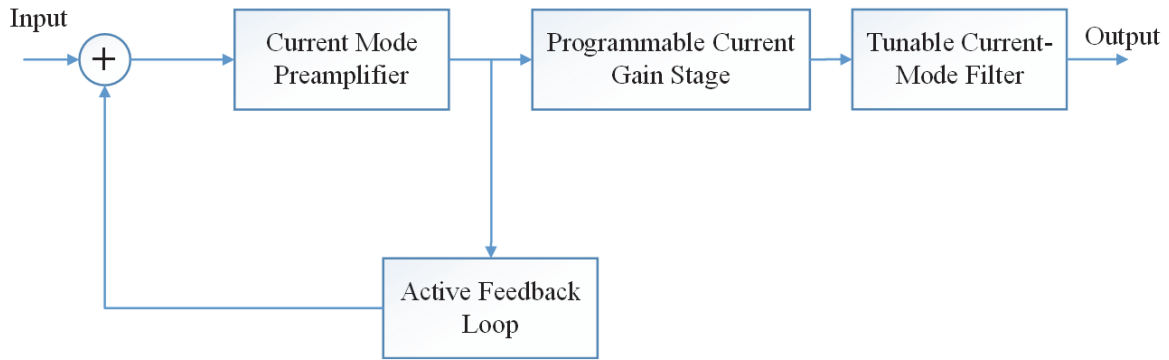 Input
+
Current Mode
Preamplifier
Programmable Current
Gain Stage
Tunable Current-
Mode Filter
Output
Active Feedback
Loop